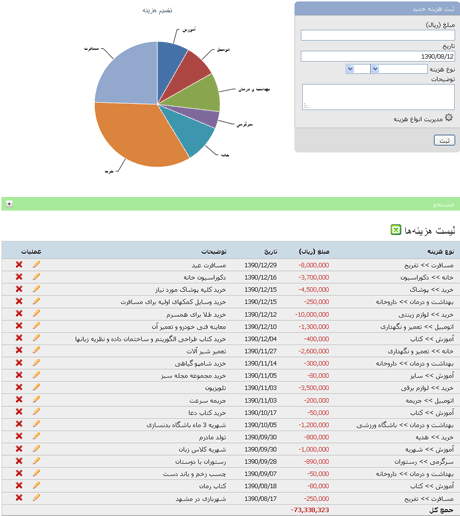 ثبت هزینه جدید
مبلغ (ریال)
تاریخ
1390/08/12
نوع هزینه
توضیحات
مدیریت انواع هزینه
ثبت
تقسیم هزینه
آموزش
اتومبیل
بهداشت و درمان
سرگرمی
خانه
خرید
مسافرت
جستجو
لیست هزینه-ها
نوع هزینه مبلغ (ریال) تاریخ توضیحات عملیات
مسافرت >> تفریح -8,000,000 1390/12/29 مسافرت عید
خانه >> دکوراسیون -3,700,000 1390/12/16 دکوراسیون خانه
خرید >> پوشاک -4,500,000 1390/12/15 خرید کلیه پوشاک مورد نیاز
بهداشت و درمان >> داروخانه -250,000 1390/12/15 خرید وسایل کمکهای اولیه برای مسافرت
خرید >> لوازم زینتی -10,000,000 1390/12/12 خرید طلا برای همسرم
اتومبیل >> تعمیر و نگهداری -1,300,000 1390/12/10 معاینه فنی خودرو و تعمیر آن
آموزش >> کتاب -400,000 1390/12/04 خرید کتاب طراحی الگوریتم و ساختمان داده و نظریه زبانها
خانه >> تعمیر و نگهداری -2,600,000 1390/11/27 تعمیر شیر آلات
بهداشت و درمان >> داروخانه -300,000 1390/11/14 خرید شامپو گیاهی
آموزش >> سایر -80,000 1390/11/05 خرید مجموعه مجله سبز
خرید >> لوازم برقی -3,500,000 1390/11/03 تلویزیون
اتومبیل >> جریمه -200,000 1390/11/03 جریمه سرعت
آموزش >> کتاب -50,000 1390/10/17 خرید کتاب دعا
بهداشت و درمان >> باشگاه ورزشی -1,200,000 1390/10/05 شهریه 3 ماه باشگاه بدنسازی
خرید >> هدیه -800,000 1390/09/30 تولد مادرم
آموزش >> شهریه -1,000,000 1390/09/30 شهریه کلاس زبان
سرگرمی >> رستوران -890,000 1390/09/28 رستوران با دوستان
بهداشت و درمان >> داروخانه -50,000 1390/09/07 چسب زخم و باند دست
آموزش >> کتاب -80,000 1390/08/18 کتاب رمان
مسافرت >> تفریح -250,000 1390/08/17 شهربازی در مشهد
جمع کل -73,338,323